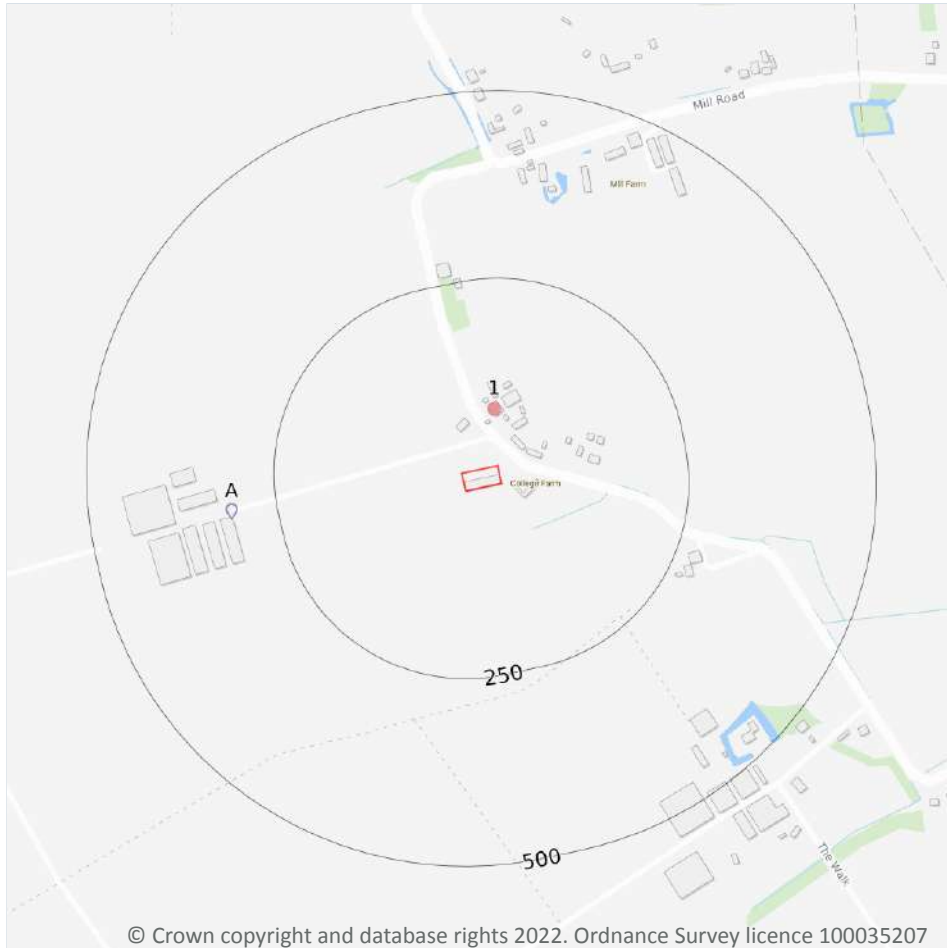 Mill Road
Mill Farm
1
A
College Farm
250
500
The Walk
© Crown copyright and database rights 2022. Ordnance Survey licence 100035207